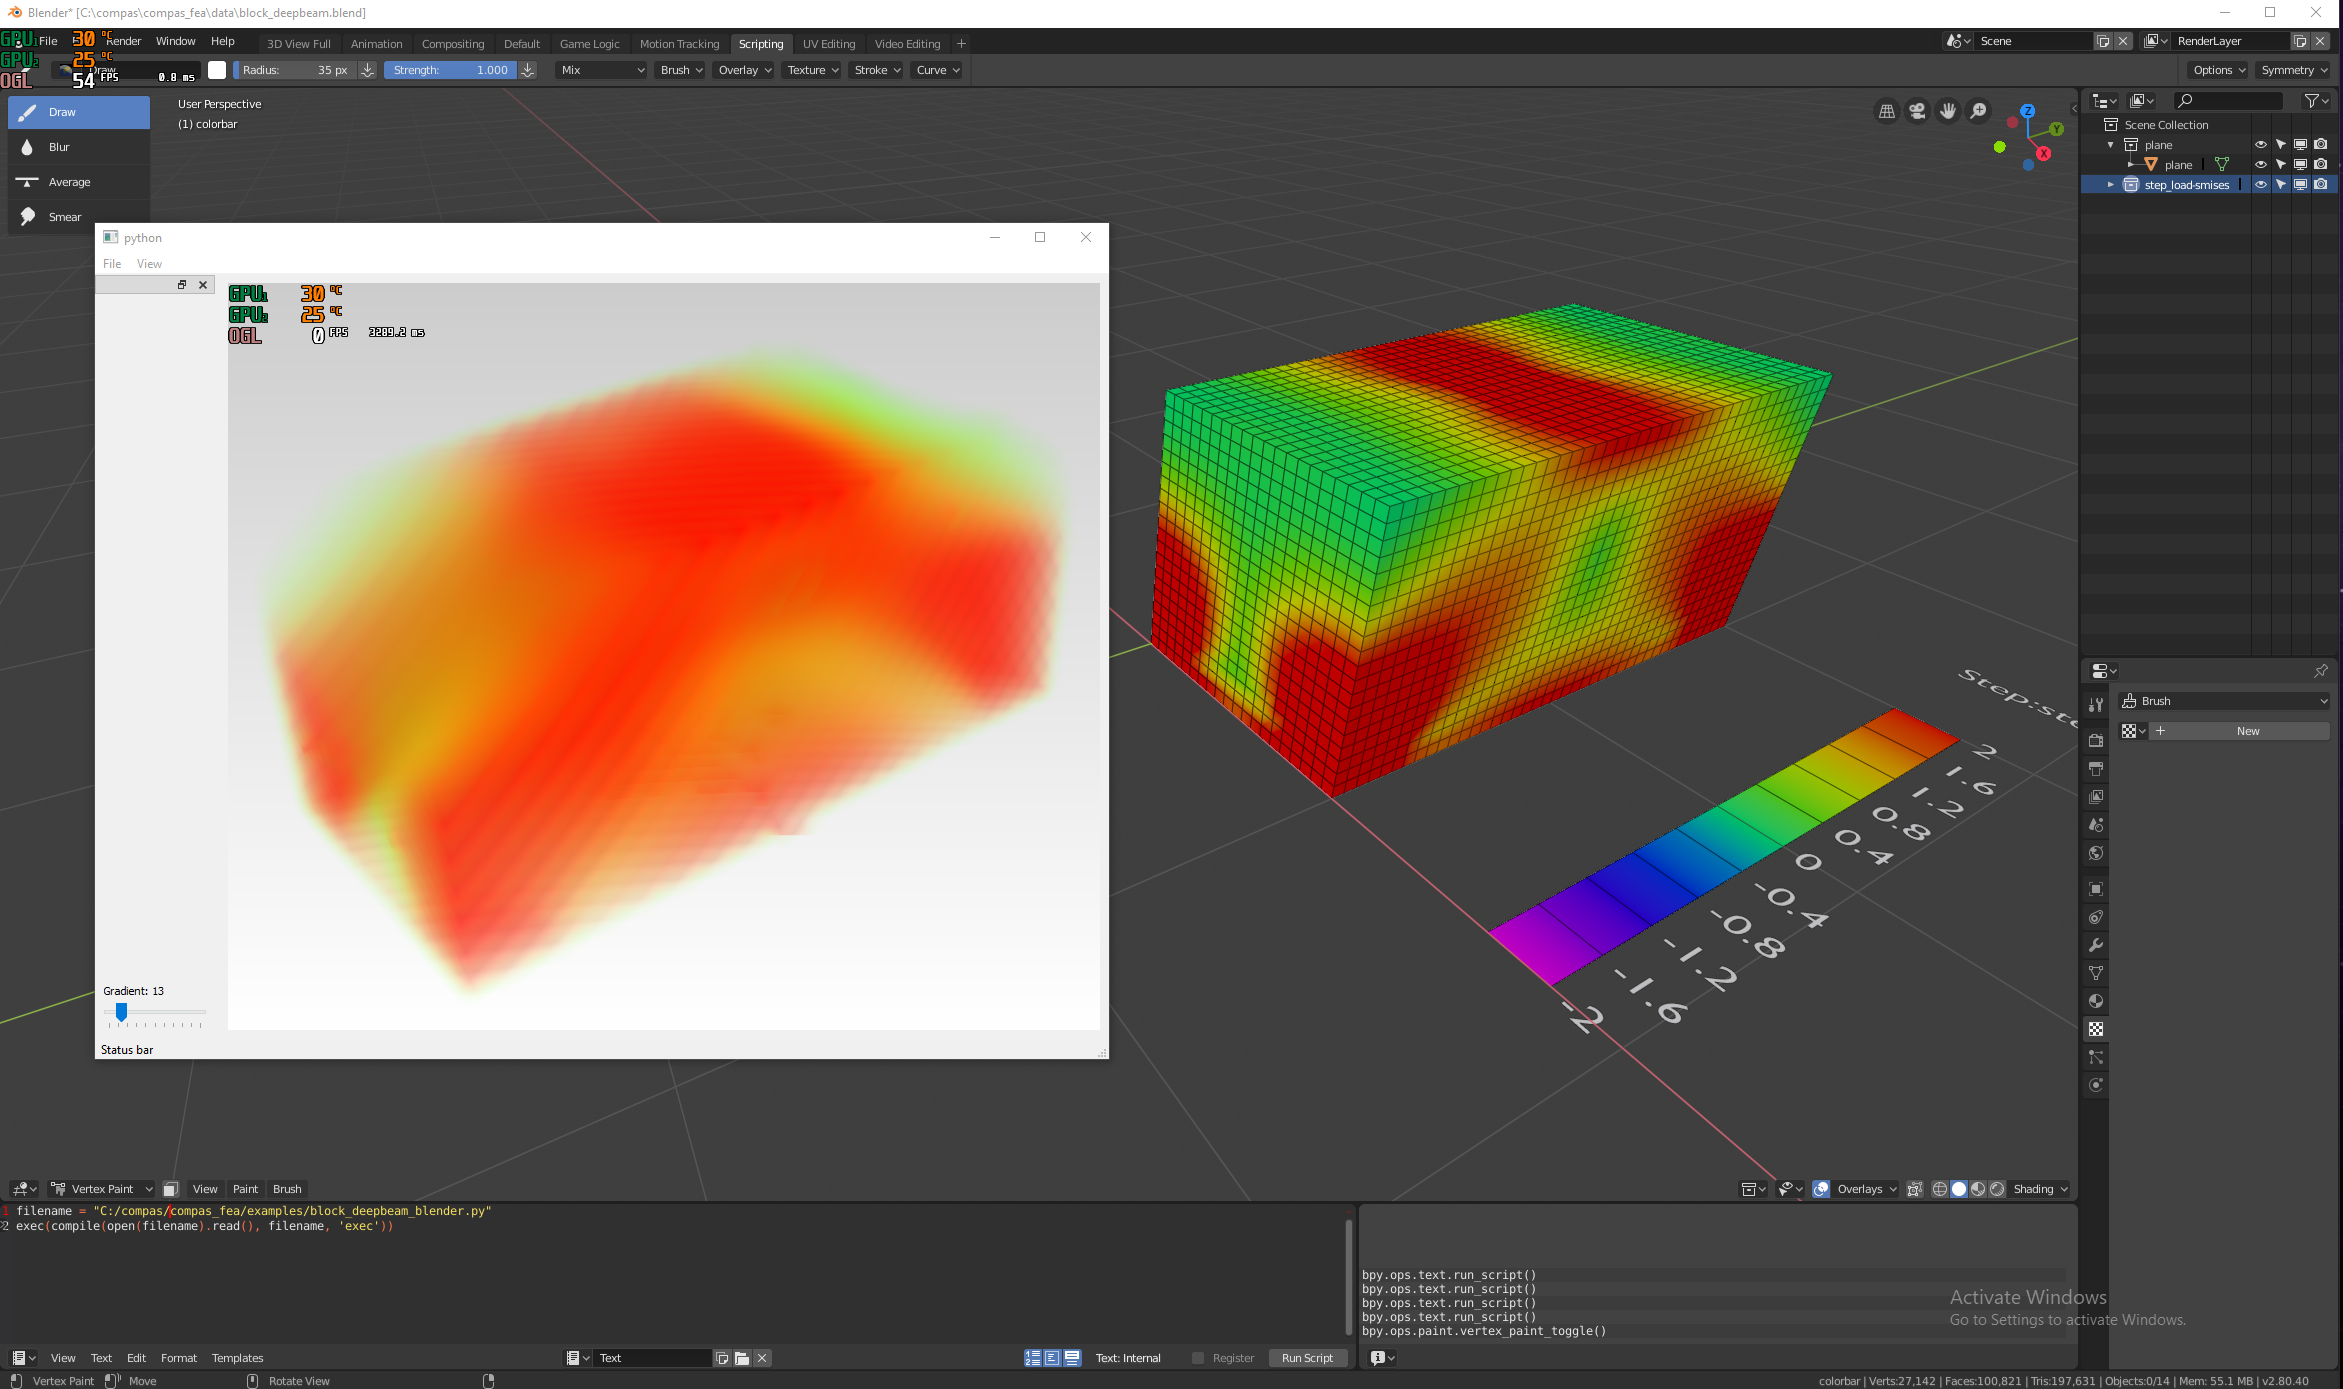 Blender* [C:\compas\compas_fea\data\block_deepbeam.blend]
GPU1 30 °C
GPU2 25 °C
OGL 54 FPS 0.8 ms
File Render Window Help
3D View Full Animation Compositing Default Game Logic Motion Tracking Scripting UV Editing Video Editing +
Scene
RenderLayer
Radius: 35 px
Strength: 1.000
Mix Brush Overlay Texture Stroke Curve
Options Symmetry
Draw
Blur
Average
Smear
User Perspective
(1) colorbar
Z
Y
X
Scene Collection
plane
plane
step_load-smises
python
File View
GPU1 30 °C
GPU2 25 °C
OGL 0 FPS 3289.2 ms
Gradient: 13
Status bar
Step:ste
2
1.6
1.2
0.8
0.4
0
-0.4
-0.8
-1.2
-1.6
-2
Brush
+ New
Vertex Paint View Paint Brush
Overlays
Shading
1 filename = "C:/compas/compas_fea/examples/block_deepbeam_blender.py"
2 exec(compile(open(filename).read(), filename, 'exec'))
bpy.ops.text.run_script()
bpy.ops.text.run_script()
bpy.ops.text.run_script()
bpy.ops.text.run_script()
bpy.ops.paint.vertex_paint_toggle()
Activate Windows
Go to Settings to activate Windows.
View Text Edit Format Templates
Text
Text: Internal
Register
Run Script
Vertex Paint Move Rotate View
colorbar | Verts:27,142 | Faces:100,821 | Tris:197,631 | Objects:0/14 | Mem: 55.1 MB | v2.80.40